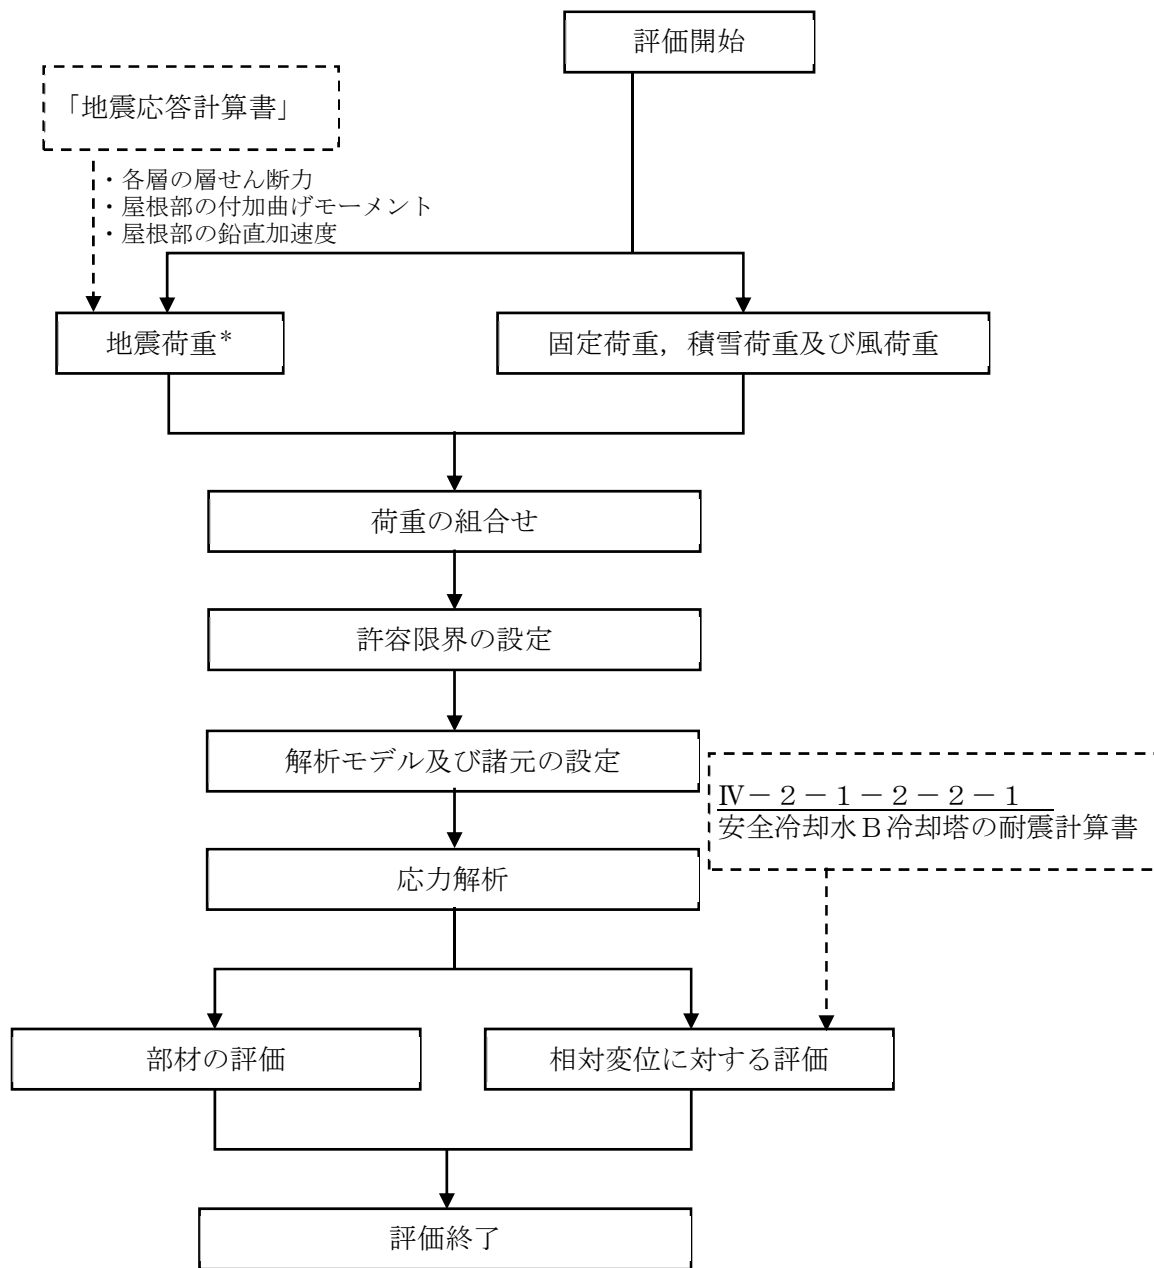 評価開始
「地震応答計算書」
・各層の層せん断力
・屋根部の付加曲げモーメント
・屋根部の鉛直加速度
地震荷重*
固定荷重，積雪荷重及び風荷重
荷重の組合せ
許容限界の設定
解析モデル及び諸元の設定
Ⅳ－２－１－２－２－１
安全冷却水Ｂ冷却塔の耐震計算書
応力解析
部材の評価
相対変位に対する評価
評価終了